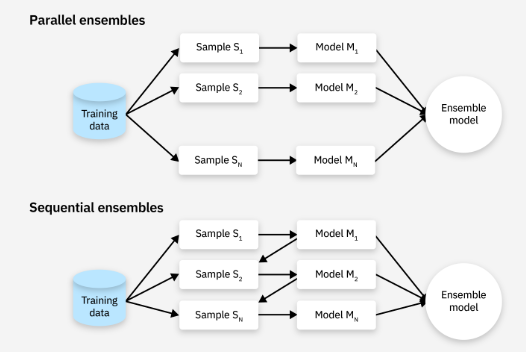 Parallel ensembles
Sample S₁
Model M₁
Sample S₂
Model M₂
Training
data
Ensemble
model
Sample Sₙ
Model Mₙ
Sequential ensembles
Sample S₁
Model M₁
Sample S₂
Model M₂
Training
data
Ensemble
model
Sample Sₙ
Model Mₙ